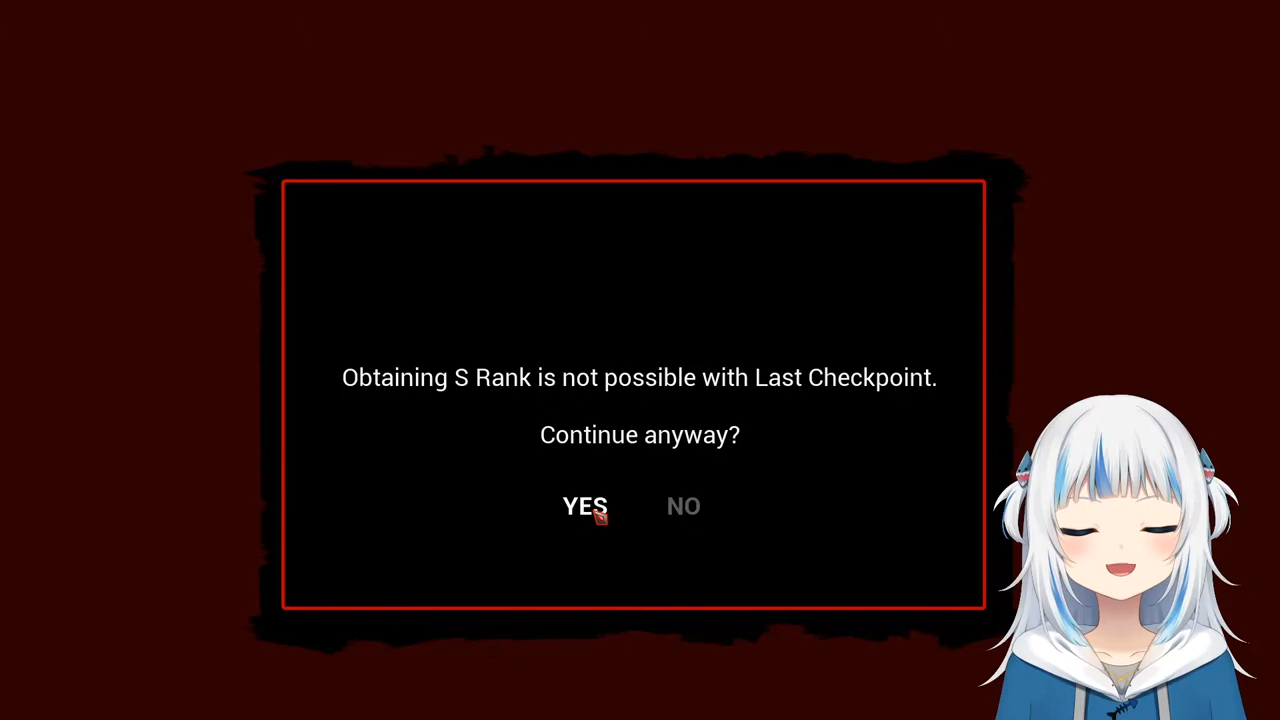 Obtaining S Rank is not possible with Last Checkpoint.
Continue anyway?
YES NO